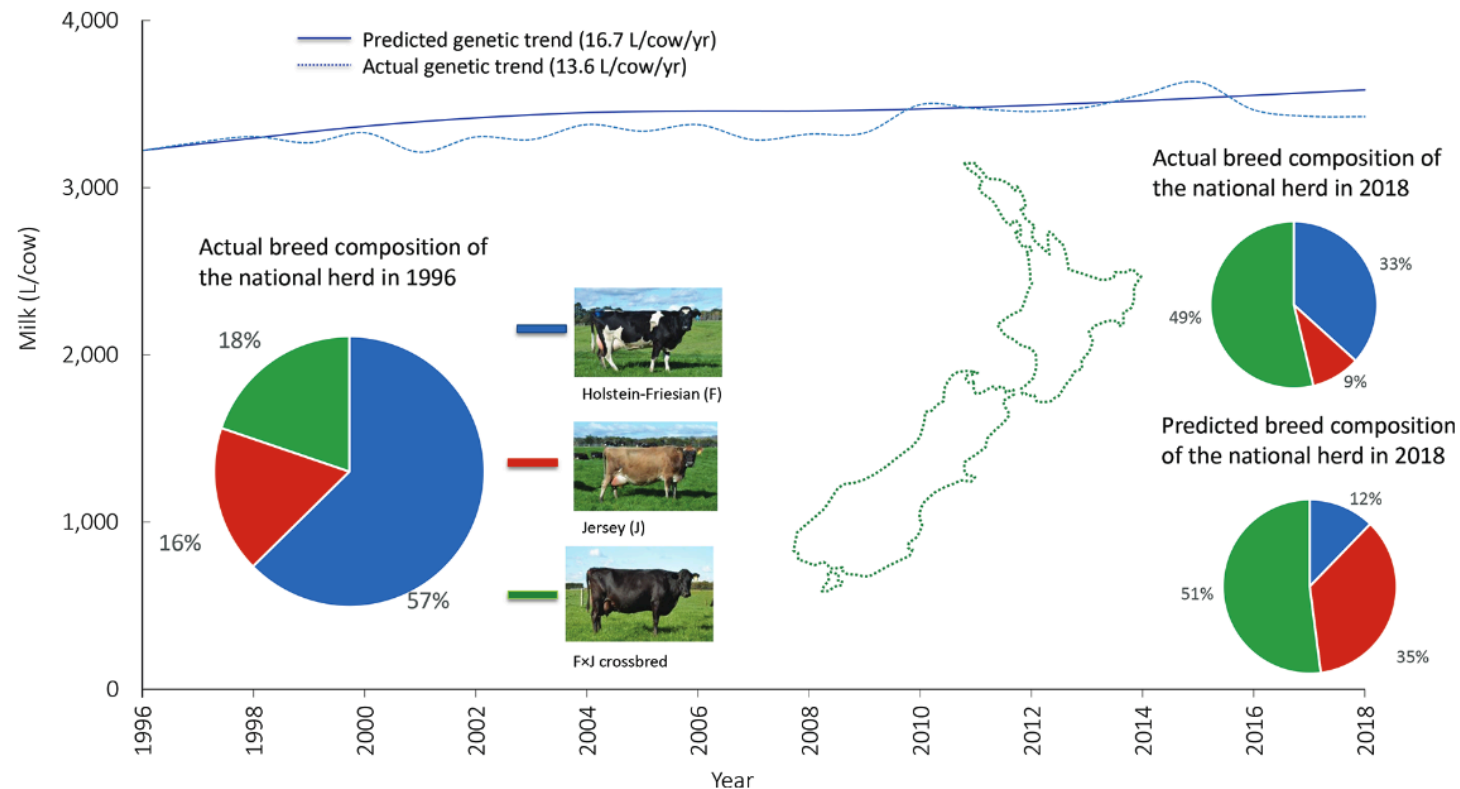 4,000
3,000
2,000
1,000
0
Milk (L/cow)
Predicted genetic trend (16.7 L/cow/yr)
Actual genetic trend (13.6 L/cow/yr)
Actual breed composition of
the national herd in 1996
18%
16%
57%
Holstein-Friesian (F)
Jersey (J)
F×J crossbred
Actual breed composition of
the national herd in 2018
33%
49%
9%
Predicted breed composition
of the national herd in 2018
12%
51%
35%
1996
1998
2000
2002
2004
2006
2008
2010
2012
2014
2016
2018
Year